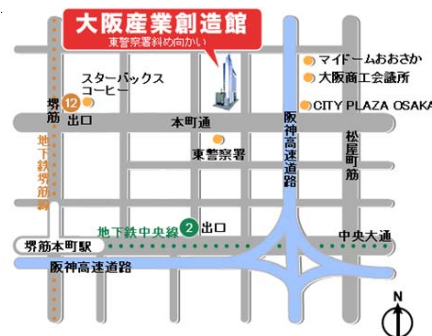 大阪産業創造館
東警察署斜め向かい
マイドームおおさか
大阪商工会議所
CITY PLAZA OSAKA
スターバックス
コーヒー
堺筋
12
出口
本町通
東警察署
阪神高速道路
松屋町筋
地下鉄堺筋線
地下鉄中央線
2
出口
中央大通
堺筋本町駅
阪神高速道路
N